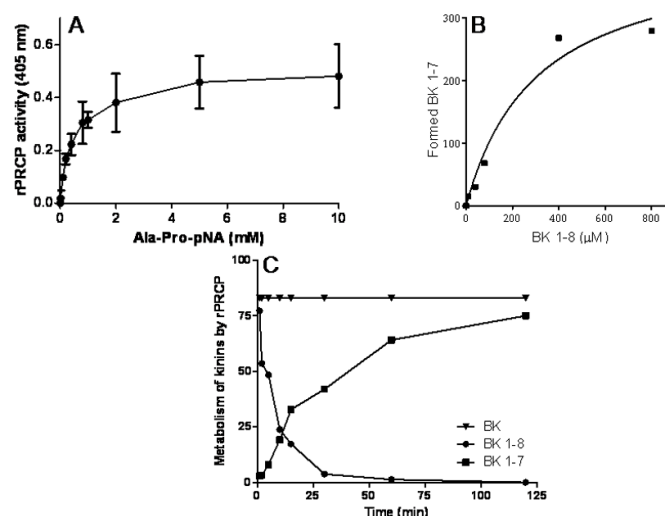 A
rPRCP activity (405 nm)
0.6
0.4
0.2
0.0
0 2 4 6 8 10
Ala-Pro-pNA (mM)
B
Formed BK 1-7
300
200
100
0
0 200 400 600 800
BK 1-8 (µM)
C
Metabolism of kinins by rPRCP
100
75
50
25
0
0 25 50 75 100 125
Time (min)
BK
BK 1-8
BK 1-7